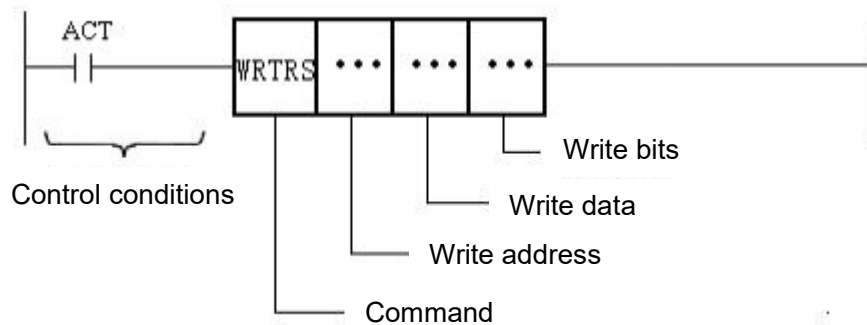 ACT
WRTRS ••• ••• •••
Write bits
Control conditions
Write data
Write address
Command